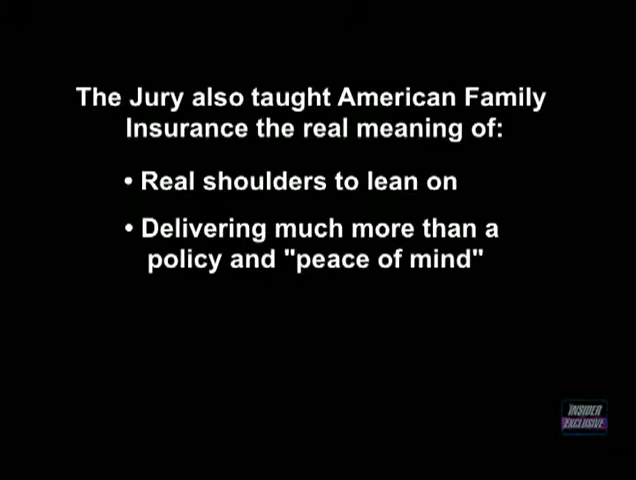 The Jury also taught American Family
Insurance the real meaning of:
• Real shoulders to lean on
• Delivering much more than a
policy and "peace of mind"
INSIDER
EXCLUSIVE